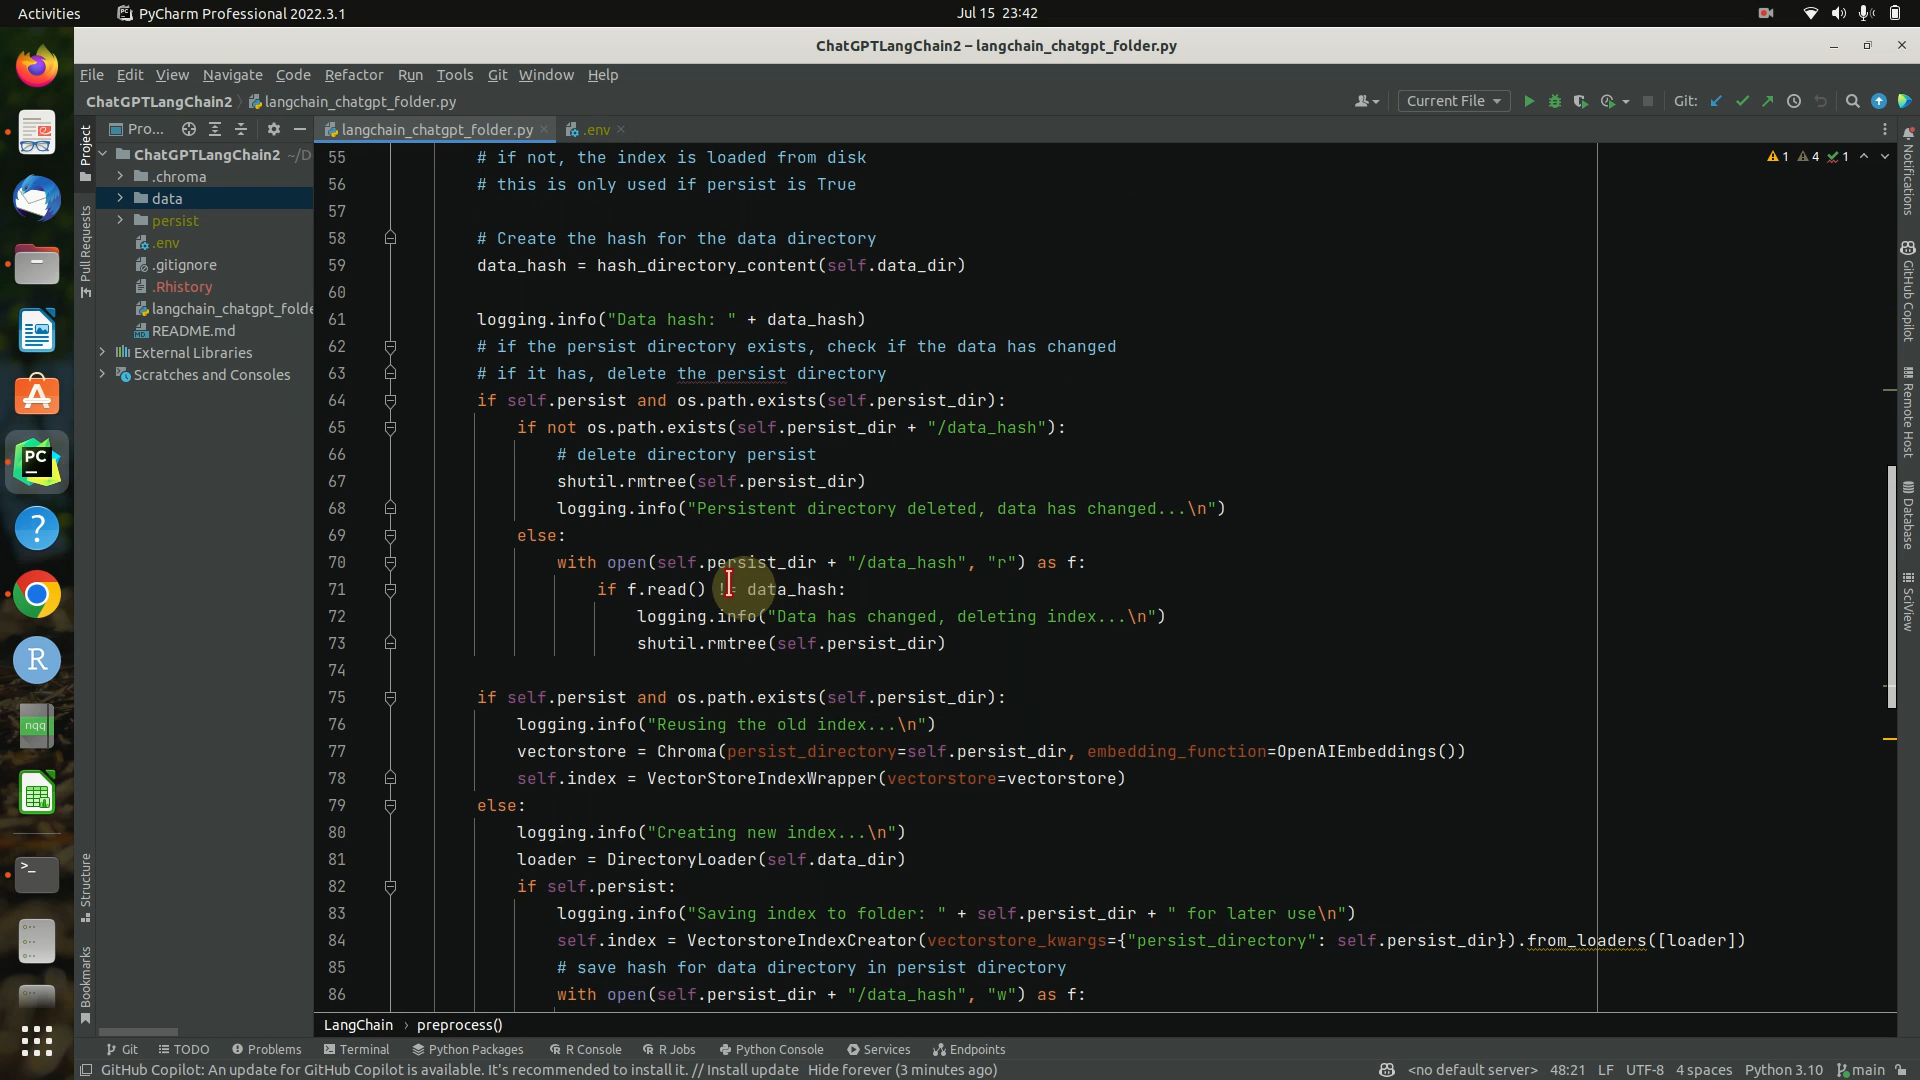 Activities
PyCharm Professional 2022.3.1
Jul 15 23:42
ChatGPTLangChain2 – langchain_chatgpt_folder.py
File Edit View Navigate Code Refactor Run Tools Git Window Help
ChatGPTLangChain2 langchain_chatgpt_folder.py
Current File
Git:
Pro...
langchain_chatgpt_folder.py
.env
Project
Pull Requests
Structure
Bookmarks
ChatGPTLangChain2 ~/D
.chroma
data
persist
.env
.gitignore
.Rhistory
langchain_chatgpt_folde
README.md
External Libraries
Scratches and Consoles
1 4 1
55 # if not, the index is loaded from disk
56 # this is only used if persist is True
57
58 # Create the hash for the data directory
59 data_hash = hash_directory_content(self.data_dir)
60
61 logging.info("Data hash: " + data_hash)
62 # if the persist directory exists, check if the data has changed
63 # if it has, delete the persist directory
64 if self.persist and os.path.exists(self.persist_dir):
65 if not os.path.exists(self.persist_dir + "/data_hash"):
66 # delete directory persist
67 shutil.rmtree(self.persist_dir)
68 logging.info("Persistent directory deleted, data has changed...\n")
69 else:
70 with open(self.persist_dir + "/data_hash", "r") as f:
71 if f.read() != data_hash:
72 logging.info("Data has changed, deleting index...\n")
73 shutil.rmtree(self.persist_dir)
74
75 if self.persist and os.path.exists(self.persist_dir):
76 logging.info("Reusing the old index...\n")
77 vectorstore = Chroma(persist_directory=self.persist_dir, embedding_function=OpenAIEmbeddings())
78 self.index = VectorStoreIndexWrapper(vectorstore=vectorstore)
79 else:
80 logging.info("Creating new index...\n")
81 loader = DirectoryLoader(self.data_dir)
82 if self.persist:
83 logging.info("Saving index to folder: " + self.persist_dir + " for later use\n")
84 self.index = VectorstoreIndexCreator(vectorstore_kwargs={"persist_directory": self.persist_dir}).from_loaders([loader])
85 # save hash for data directory in persist directory
86 with open(self.persist_dir + "/data_hash", "w") as f:
Notifications
GitHub Copilot
Remote Host
Database
SciView
LangChain › preprocess()
Git TODO Problems Terminal Python Packages R Console R Jobs Python Console Services Endpoints
GitHub Copilot: An update for GitHub Copilot is available. It's recommended to install it. // Install update Hide forever (3 minutes ago)
<no default server> 48:21 LF UTF-8 4 spaces Python 3.10 main
PC
?
R
nqq
>_